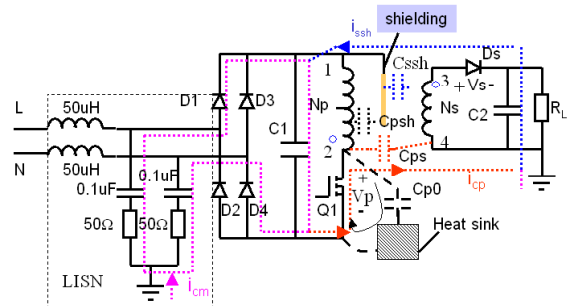 i_ssh
shielding
L
50uH
D1
D3
1
Cssh
3
Ds
+Vs-
Np
Cpsh
Ns
C1
C2
R_L
N
50uH
2
4
Cps
0.1uF
0.1uF
i_cp
50Ω
50Ω
D2
D4
Q1
+
Vp
-
Cp0
Heat sink
LISN
i_cm